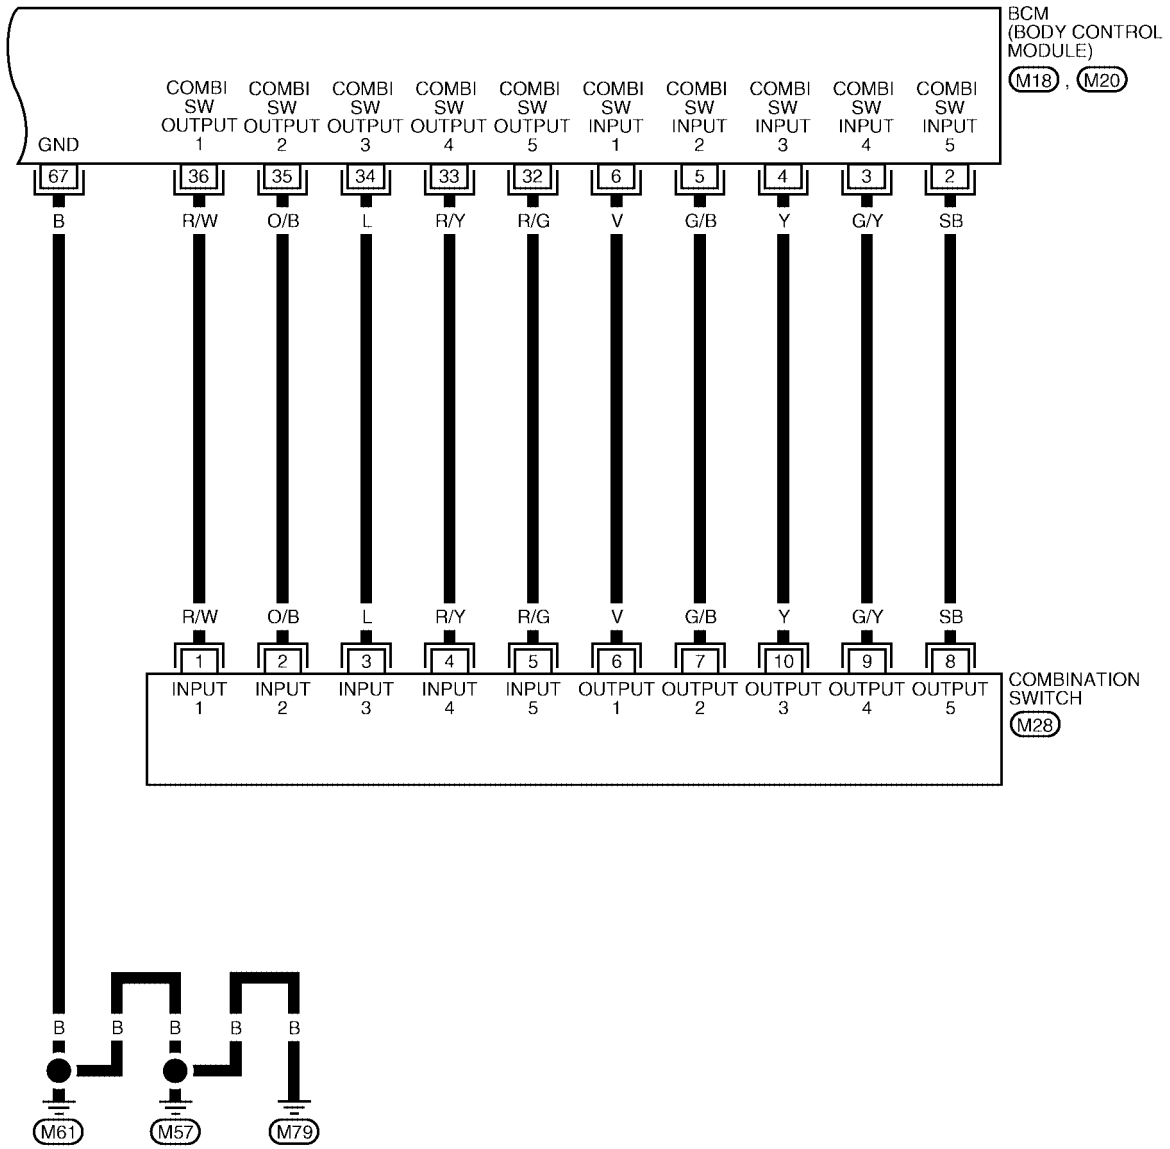 BCM
(BODY CONTROL
MODULE)
M18 , M20
COMBI COMBI COMBI COMBI COMBI COMBI COMBI COMBI COMBI COMBI
SW SW SW SW SW SW SW SW SW SW
OUTPUT OUTPUT OUTPUT OUTPUT OUTPUT INPUT INPUT INPUT INPUT INPUT
GND 1 2 3 4 5 1 2 3 4 5
67 36 35 34 33 32 6 5 4 3 2
B R/W O/B L R/Y R/G V G/B Y G/Y SB
R/W O/B L R/Y R/G V G/B Y G/Y SB
1 2 3 4 5 6 7 10 9 8
INPUT INPUT INPUT INPUT INPUT OUTPUT OUTPUT OUTPUT OUTPUT OUTPUT
1 2 3 4 5 1 2 3 4 5
COMBINATION
SWITCH
M28
B B B B B
M61 M57 M79